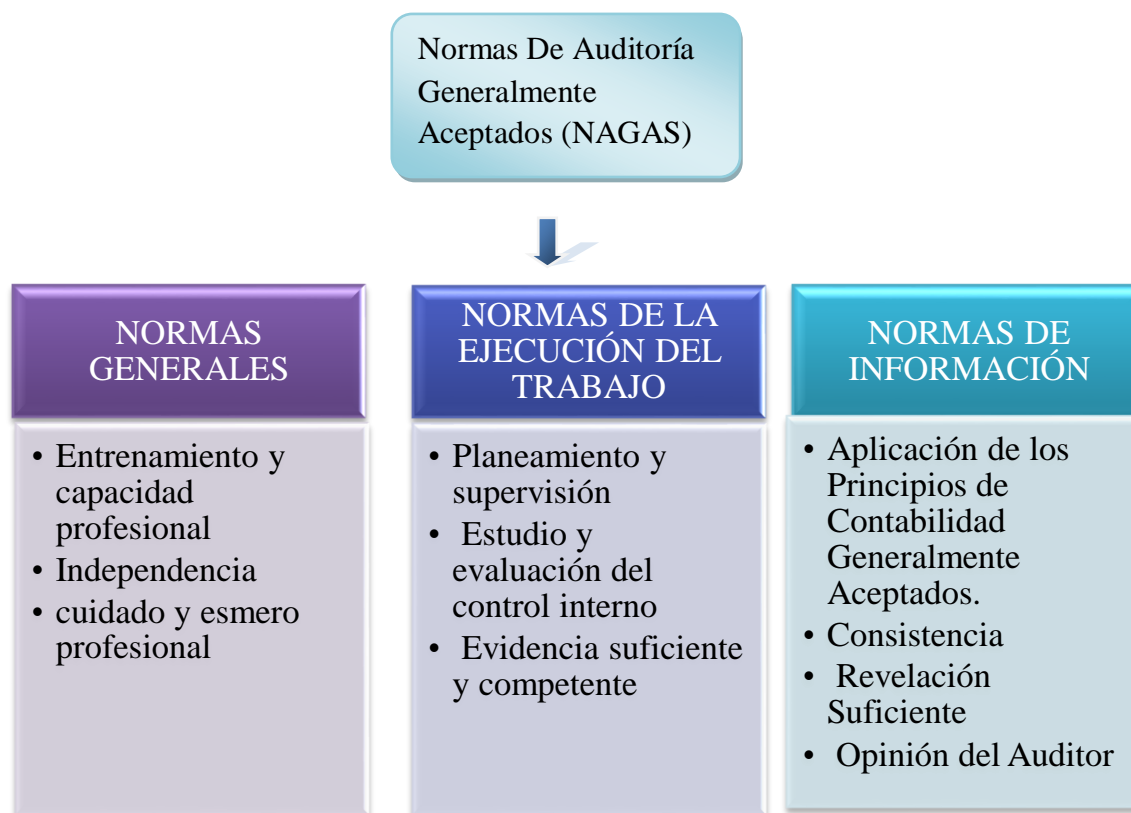 Normas De Auditoría
Generalmente
Aceptados (NAGAS)
NORMAS
GENERALES
• Entrenamiento y
capacidad
profesional
• Independencia
• cuidado y esmero
profesional
NORMAS DE LA
EJECUCIÓN DEL
TRABAJO
• Planeamiento y
supervisión
• Estudio y
evaluación del
control interno
• Evidencia suficiente
y competente
NORMAS DE
INFORMACIÓN
• Aplicación de los
Principios de
Contabilidad
Generalmente
Aceptados.
• Consistencia
• Revelación
Suficiente
• Opinión del Auditor